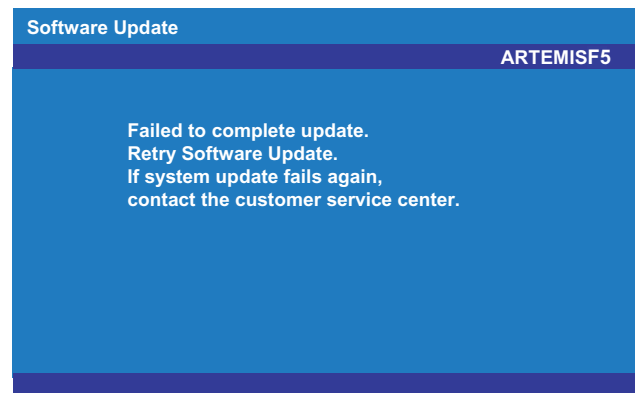 Software Update
ARTEMISF5
Failed to complete update.
Retry Software Update.
If system update fails again,
contact the customer service center.